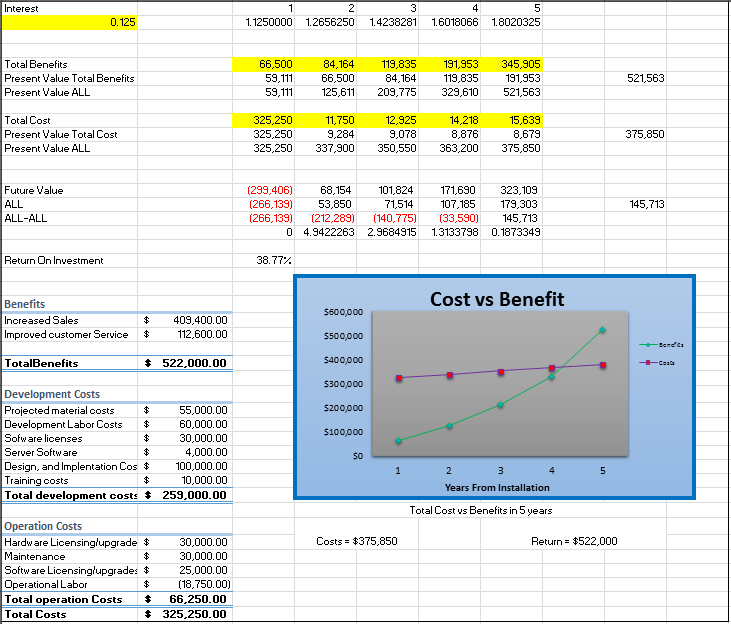 Interest 1 2 3 4 5
0.125 1.1250000 1.2656250 1.4238281 1.6018066 1.8020325
Total Benefits 66,500 84,164 119,835 191,953 345,905
Present Value Total Benefits 59,111 66,500 84,164 119,835 191,953 521,563
Present Value ALL 59,111 125,611 209,775 329,610 521,563
Total Cost 325,250 11,750 12,925 14,218 15,639
Present Value Total Cost 325,250 9,284 9,078 8,876 8,679 375,850
Present Value ALL 325,250 337,900 350,550 363,200 375,850
Future Value (299,406) 68,154 101,824 171,690 323,109
ALL (266,139) 53,850 71,514 107,185 179,303 145,713
ALL-ALL (266,139) (212,289) (140,775) (33,590) 145,713
0 4.9422263 2.9684915 1.3133798 0.1873349
Return On Investment 38.77%
Benefits
Increased Sales $ 409,400.00
Improved customer Service $ 112,600.00
TotalBenefits $ 522,000.00
Development Costs
Projected material costs $ 55,000.00
Development Labor Costs $ 60,000.00
Sofware licenses $ 30,000.00
Server Software $ 4,000.00
Design, and Implentation Cos $ 100,000.00
Training costs $ 10,000.00
Total development costs $ 259,000.00
Operation Costs
Hardware Licensing/upgrade $ 30,000.00
Maintenance $ 30,000.00
Software Licensing/upgrades $ 25,000.00
Operational Labor $ (18,750.00)
Total operation Costs $ 66,250.00
Total Costs $ 325,250.00
Cost vs Benefit
$600,000
$500,000
$400,000
$300,000
$200,000
$100,000
$0
1 2 3 4 5
Years From Installation
Benefits
Costs
Total Cost vs Benefits in 5 years
Costs = $375,850 Return = $522,000